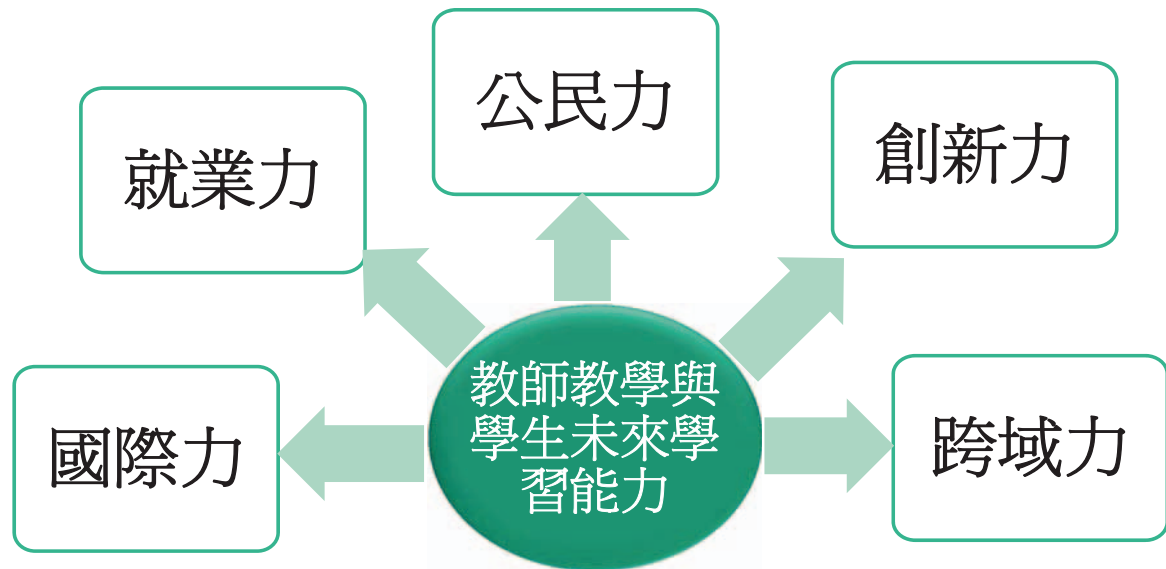 公民力
創新力
就業力
教師教學與
學生未來學
習能力
國際力
跨域力